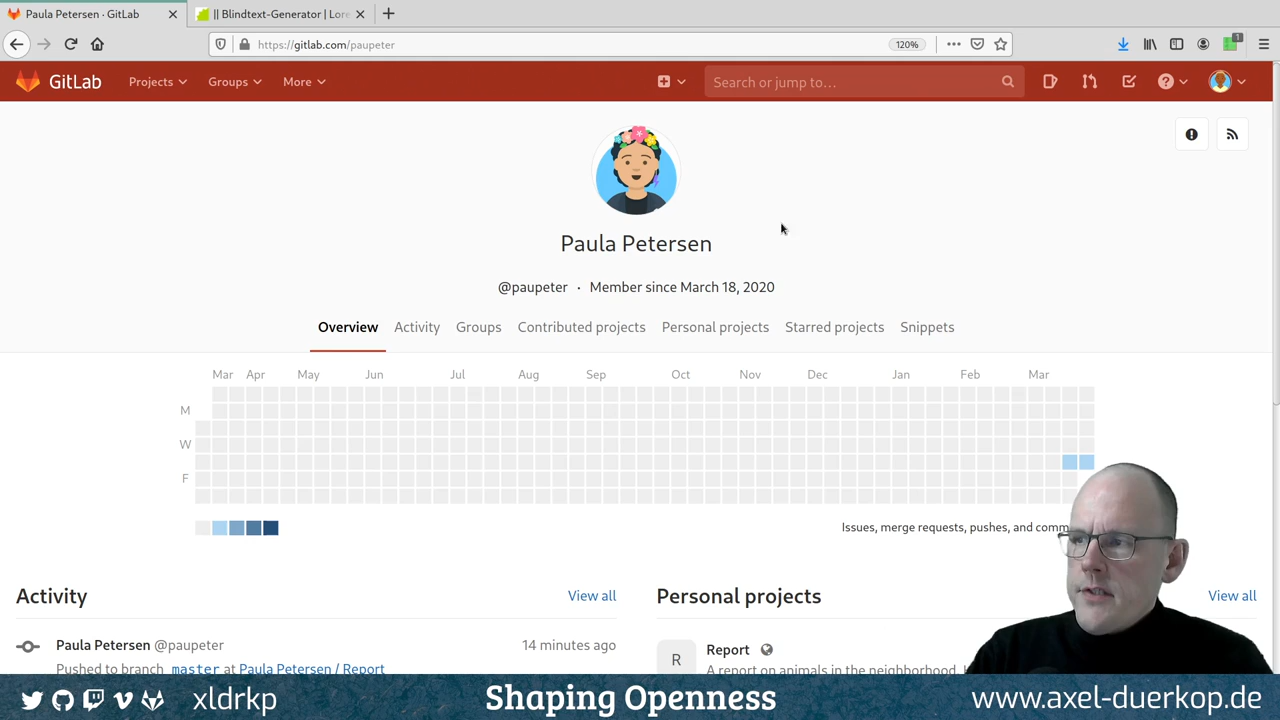 Paula Petersen · GitLab
|| Blindtext-Generator | Lore
https://gitlab.com/paupeter
120%
1
GitLab
Projects
Groups
More
Search or jump to…
Paula Petersen
@paupeter · Member since March 18, 2020
Overview
Activity
Groups
Contributed projects
Personal projects
Starred projects
Snippets
Mar Apr May Jun Jul Aug Sep Oct Nov Dec Jan Feb Mar
M
W
F
Issues, merge requests, pushes, and comm
Activity
View all
Personal projects
View all
Paula Petersen @paupeter
14 minutes ago
Pushed to branch master at Paula Petersen / Report
R
Report
A report on animals in the neighborhood.
xldrkp
Shaping Openness
www.axel-duerkop.de